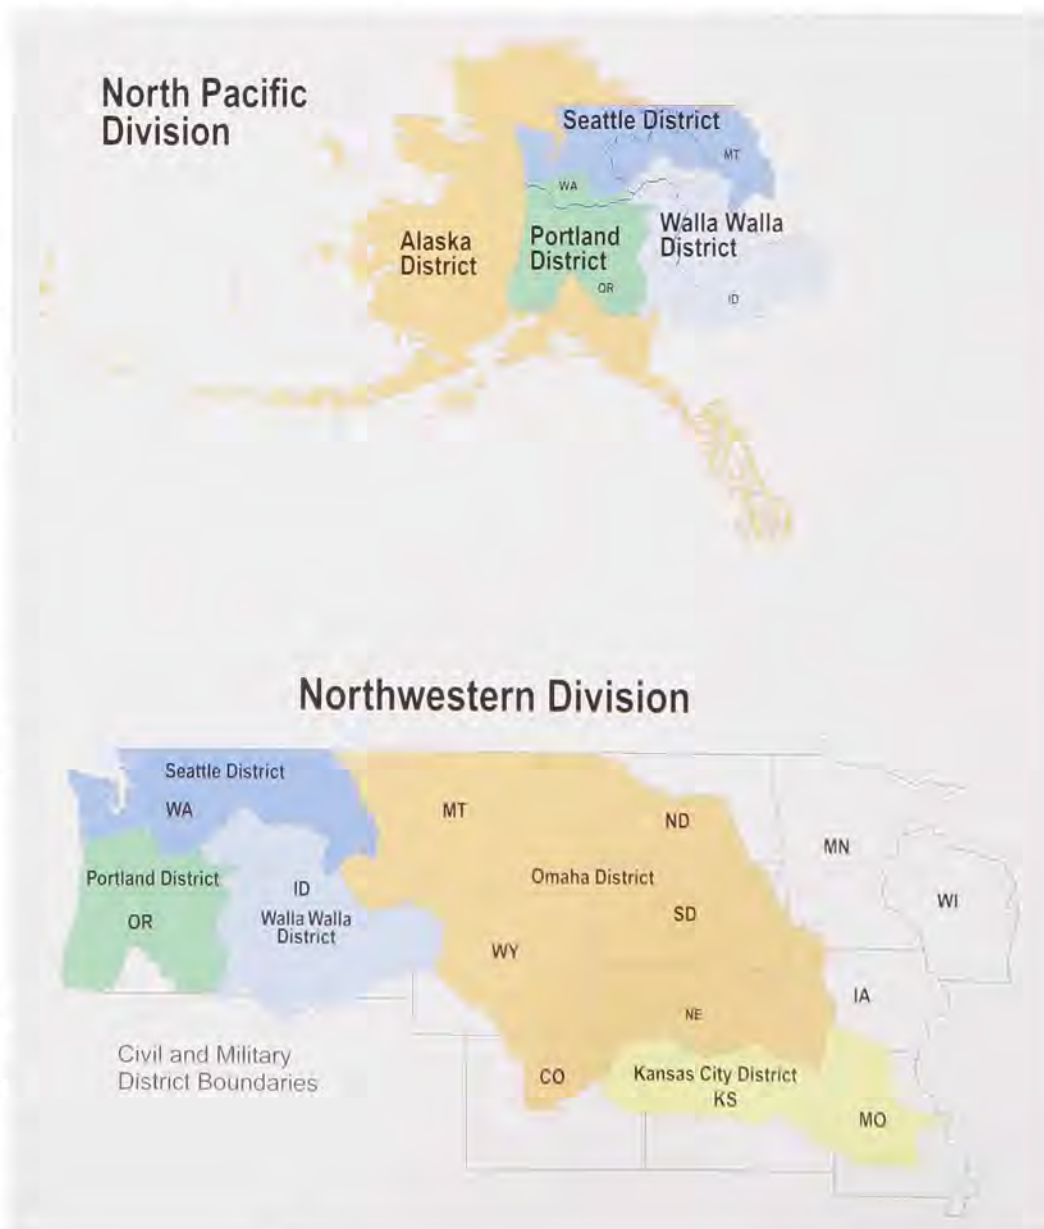 North Pacific
Division
Seattle District
MT
WA
Walla Walla
District
Alaska
District
Portland
District
OR
ID
Northwestern Division
Seattle District
WA
MT
ND
MN
Portland District
Omaha District
ID
WI
OR
Walla Walla
District
SD
WY
IA
NE
Civil and Military
District Boundaries
CO
Kansas City District
KS
MO